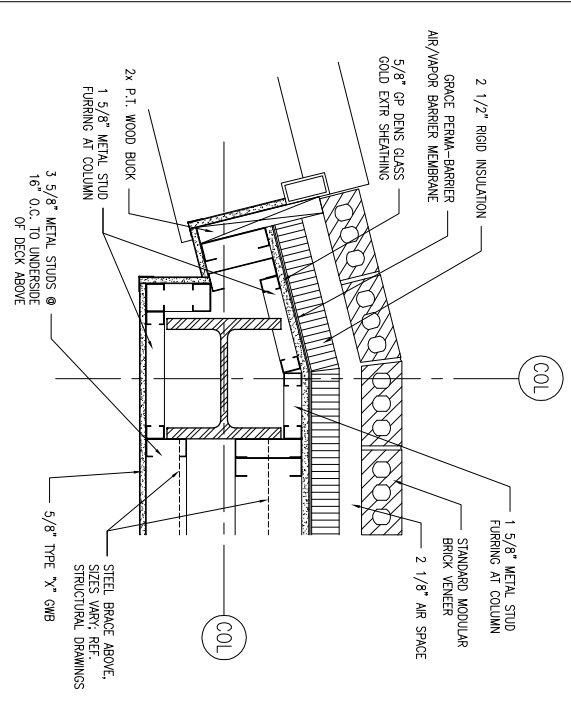 2 1/2" RIGID INSULATION
GRACE PERMA-BARRIER
AIR/VAPOR BARRIER MEMBRANE
5/8" GP DENS GLASS
GOLD EXTR SHEATHING
2x P.T. WOOD BUCK
1 5/8" METAL STUD
FURRING AT COLUMN
3 5/8" METAL STUDS @
16" O.C. TO UNDERSIDE
OF DECK ABOVE
COL
1 5/8" METAL STUD
FURRING AT COLUMN
STANDARD MODULAR
BRICK VENEER
2 1/8" AIR SPACE
COL
STEEL BRACE ABOVE,
SIZES VARY; REF.
STRUCTURAL DRAWINGS
5/8" TYPE "X" GWB